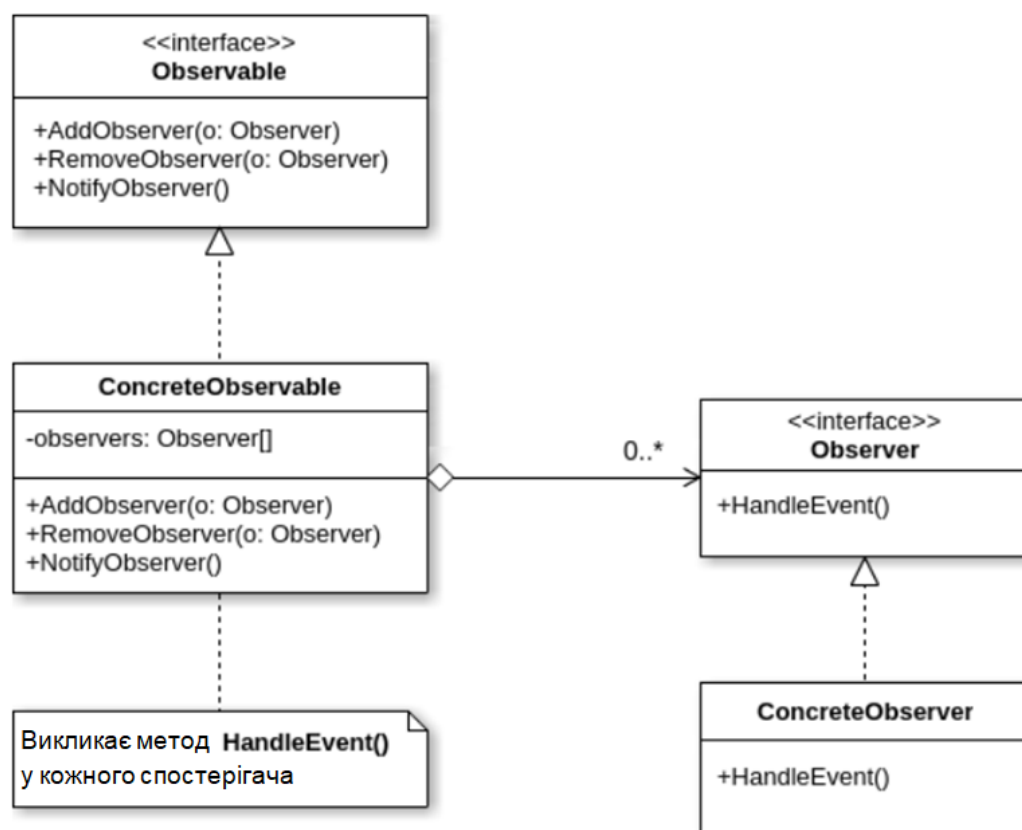 <<interface>>
Observable
+AddObserver(o: Observer)
+RemoveObserver(o: Observer)
+NotifyObserver()
ConcreteObservable
-observers: Observer[]
+AddObserver(o: Observer)
+RemoveObserver(o: Observer)
+NotifyObserver()
Викликає метод HandleEvent()
у кожного спостерігача
0..*
<<interface>>
Observer
+HandleEvent()
ConcreteObserver
+HandleEvent()